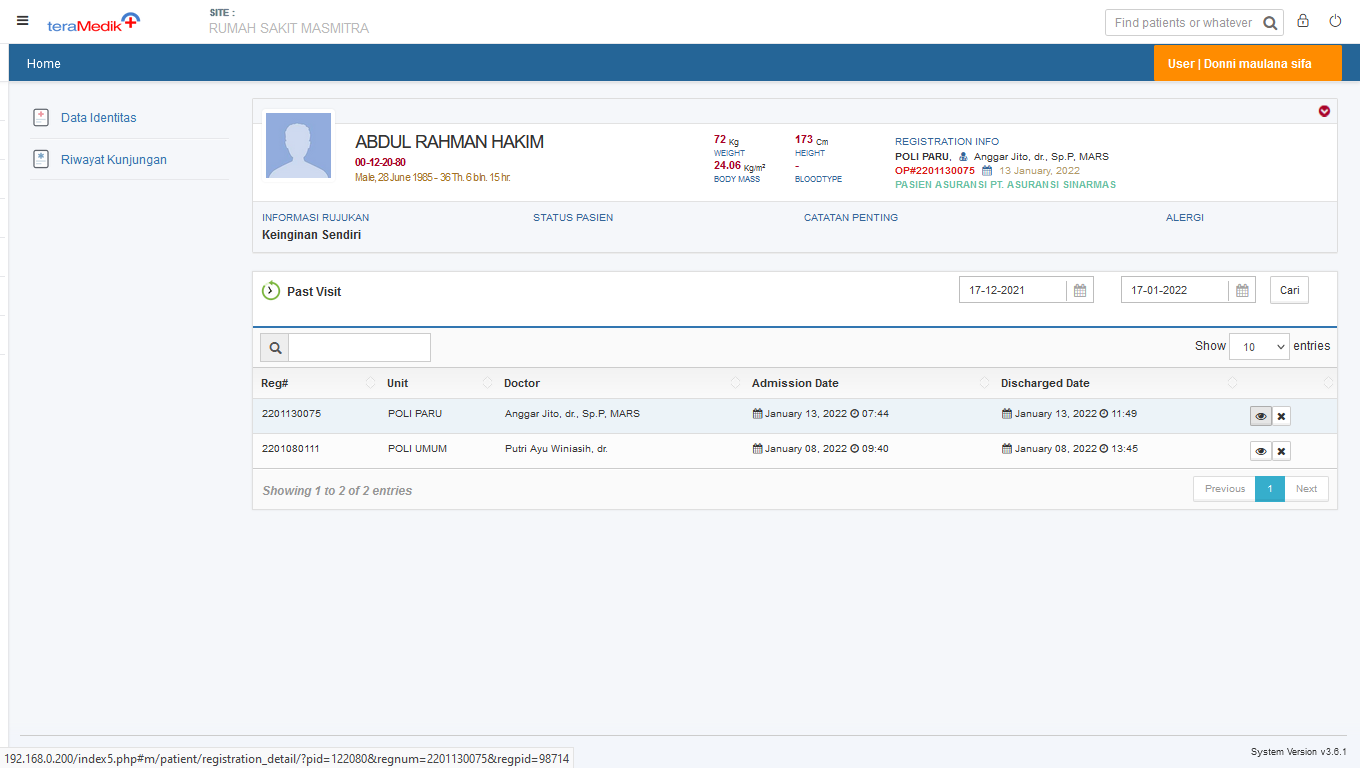 teraMedik
SITE :
RUMAH SAKIT MASMITRA
Find patients or whatever
Home
User | Donni maulana sifa
Data Identitas
Riwayat Kunjungan
ABDUL RAHMAN HAKIM
00-12-20-80
Male, 28 June 1985 - 36 Th. 6 bln. 15 hr.
72 Kg
WEIGHT
24.06 Kg/m²
BODY MASS
173 Cm
HEIGHT
-
BLOODTYPE
REGISTRATION INFO
POLI PARU, Anggar Jito, dr., Sp.P, MARS
OP#2201130075 13 January, 2022
PASIEN ASURANSI PT. ASURANSI SINARMAS
INFORMASI RUJUKAN STATUS PASIEN CATATAN PENTING ALERGI
Keinginan Sendiri
Past Visit 17-12-2021 17-01-2022 Cari
Show 10 entries
Reg# Unit Doctor Admission Date Discharged Date
2201130075 POLI PARU Anggar Jito, dr., Sp.P, MARS January 13, 2022 07:44 January 13, 2022 11:49
2201080111 POLI UMUM Putri Ayu Winiasih, dr. January 08, 2022 09:40 January 08, 2022 13:45
Showing 1 to 2 of 2 entries Previous 1 Next
System Version v3.6.1
192.168.0.200/index5.php#m/patient/registration_detail/?pid=122080&regnum=2201130075&regpid=98714